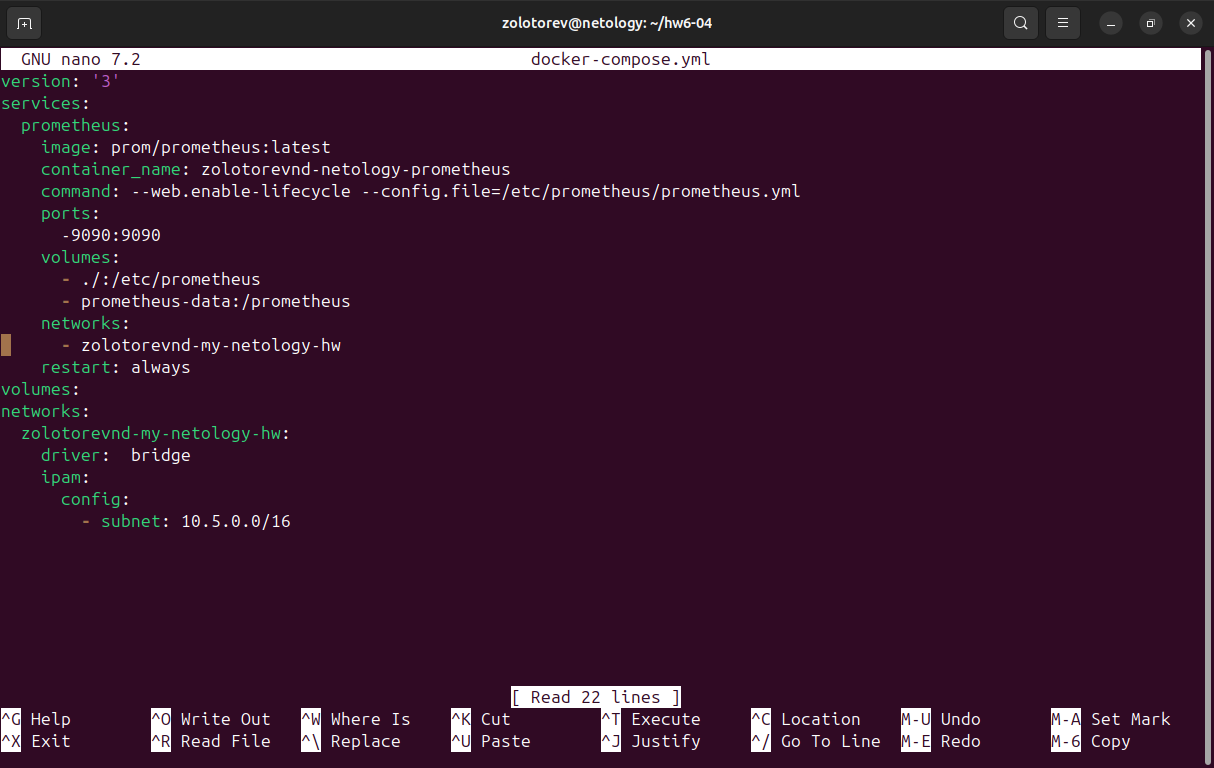 zolotorev@netology: ~/hw6-04
GNU nano 7.2 docker-compose.yml
version: '3'
services:
  prometheus:
    image: prom/prometheus:latest
    container_name: zolotorevnd-netology-prometheus
    command: --web.enable-lifecycle --config.file=/etc/prometheus/prometheus.yml
    ports:
      -9090:9090
    volumes:
      - ./:/etc/prometheus
      - prometheus-data:/prometheus
    networks:
      - zolotorevnd-my-netology-hw
    restart: always
volumes:
networks:
  zolotorevnd-my-netology-hw:
    driver:  bridge
    ipam:
      config:
        - subnet: 10.5.0.0/16
[ Read 22 lines ]
^G Help ^O Write Out ^W Where Is ^K Cut ^T Execute ^C Location M-U Undo M-A Set Mark
^X Exit ^R Read File ^\ Replace ^U Paste ^J Justify ^/ Go To Line M-E Redo M-6 Copy